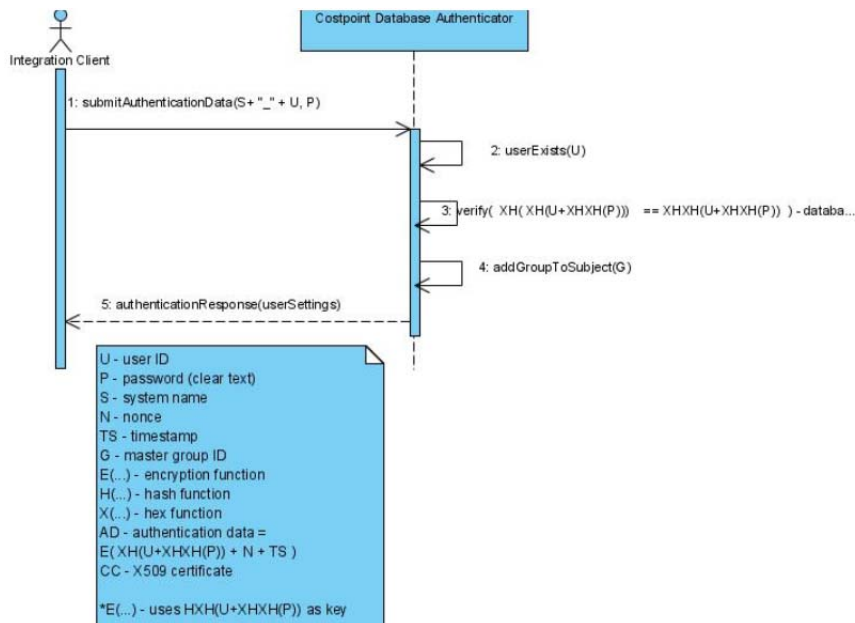 Costpoint Database Authenticator
Integration Client
1: submitAuthenticationData(S+ "_" + U, P)
2: userExists(U)
3: verify( XH( XH(U+XHXH(P))) == XHXH(U+XHXH(P)) ) - databa...
4: addGroupToSubject(G)
5: authenticationResponse(userSettings)
U - user ID
P - password (clear text)
S - system name
N - nonce
TS - timestamp
G - master group ID
E(...) - encryption function
H(...) - hash function
X(...) - hex function
AD - authentication data =
E( XH(U+XHXH(P)) + N + TS )
CC - X509 certificate
*E(...) - uses HXH(U+XHXH(P)) as key